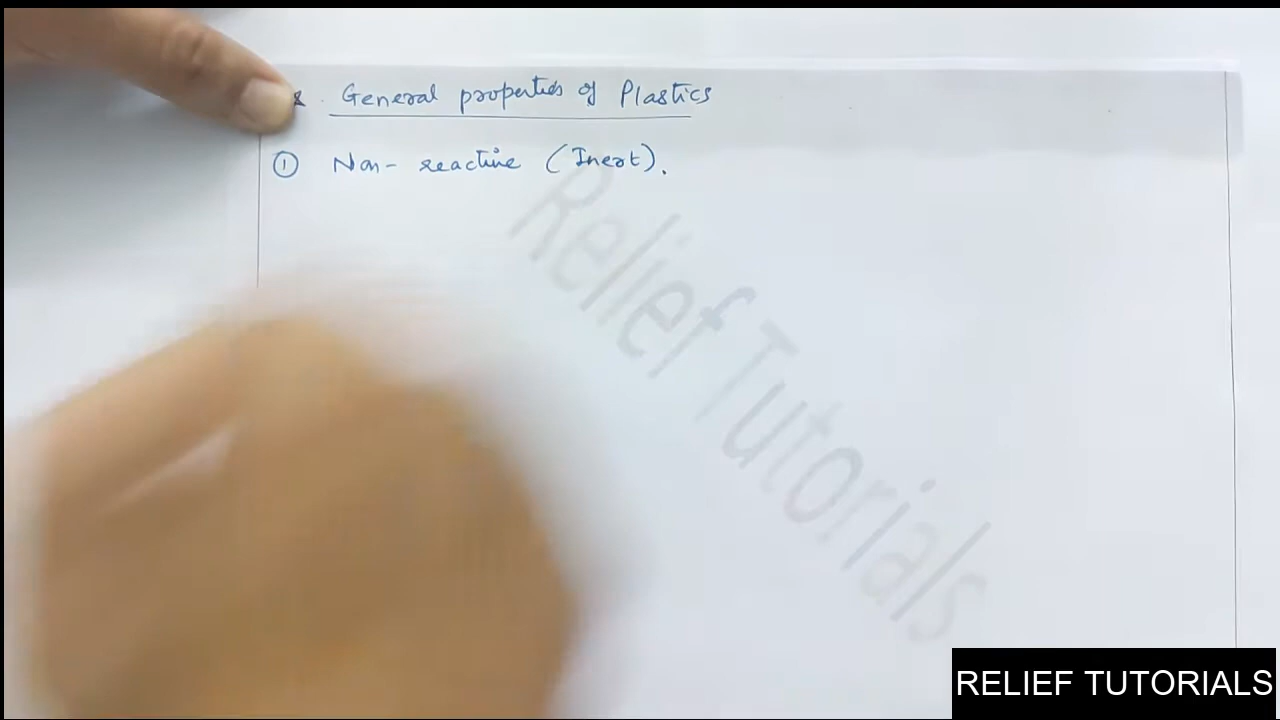 General properties of Plastics
① Non-reactive (Inert).
Relief Tutorials
RELIEF TUTORIALS